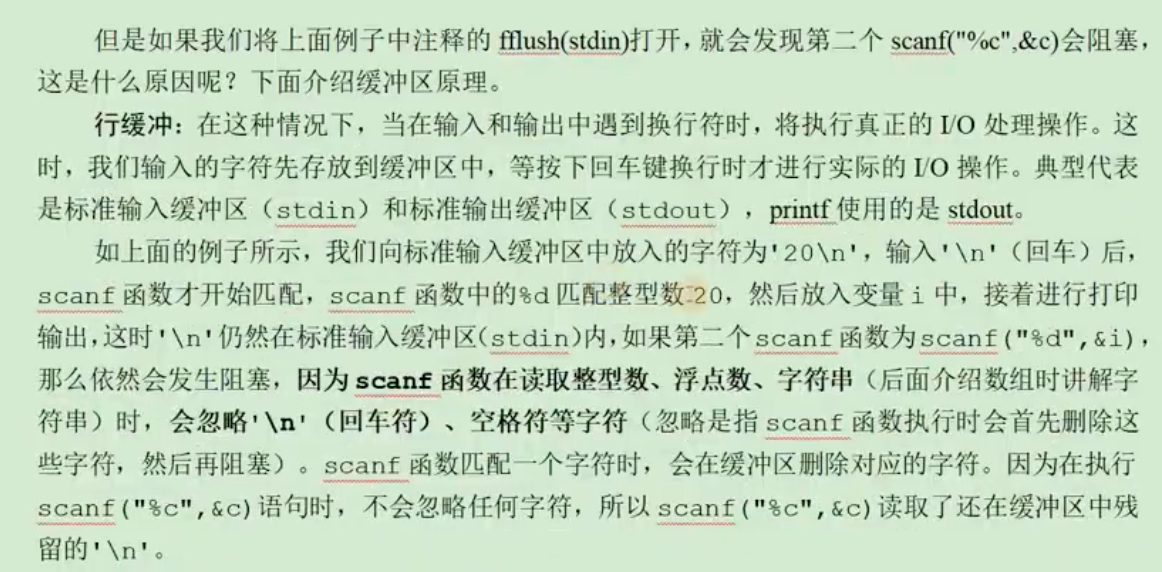 但是如果我们将上面例子中注释的 fflush(stdin)打开，就会发现第二个 scanf("%c",&c)会阻塞，
这是什么原因呢？下面介绍缓冲区原理。
行缓冲：在这种情况下，当在输入和输出中遇到换行符时，将执行真正的 I/O 处理操作。这
时，我们输入的字符先存放到缓冲区中，等按下回车键换行时才进行实际的 I/O 操作。典型代表
是标准输入缓冲区（stdin）和标准输出缓冲区（stdout），printf 使用的是 stdout。
如上面的例子所示，我们向标准输入缓冲区中放入的字符为'20\n'，输入'\n'（回车）后，
scanf 函数才开始匹配，scanf 函数中的%d 匹配整型数 20，然后放入变量 i 中，接着进行打印
输出，这时'\n'仍然在标准输入缓冲区(stdin)内，如果第二个 scanf 函数为 scanf("%d",&i)，
那么依然会发生阻塞，因为 scanf 函数在读取整型数、浮点数、字符串（后面介绍数组时讲解字
符串）时，会忽略'\n'（回车符）、空格符等字符（忽略是指 scanf 函数执行时会首先删除这
些字符，然后再阻塞）。scanf 函数匹配一个字符时，会在缓冲区删除对应的字符。因为在执行
scanf("%c",&c)语句时，不会忽略任何字符，所以 scanf("%c",&c)读取了还在缓冲区中残
留的'\n'。